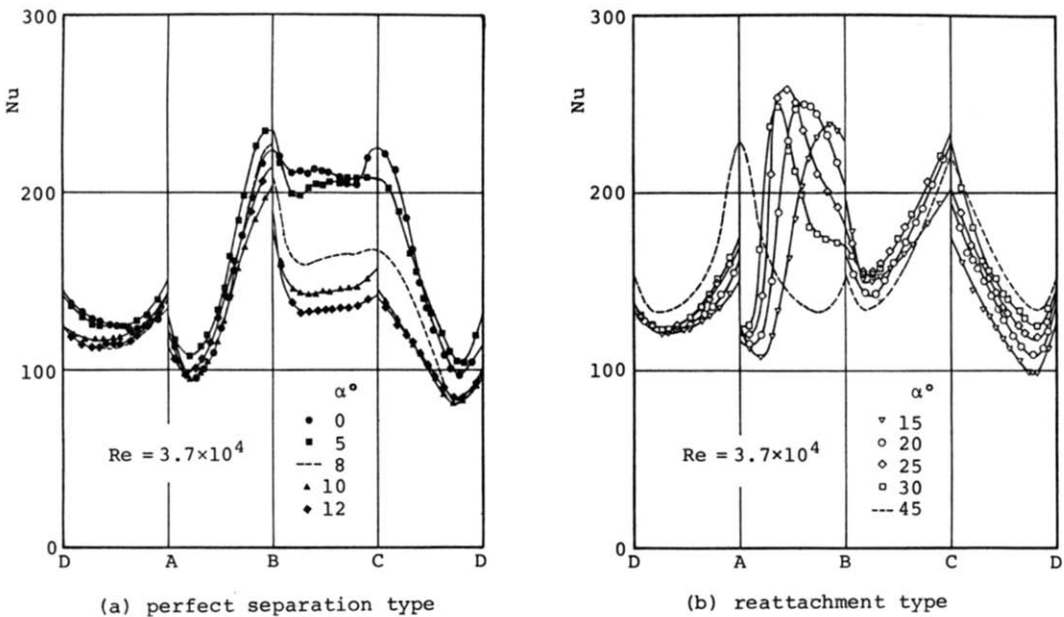 300
200
100
0
Nu
D
A
B
C
D
Re = 3.7×10⁴
α°
0
5
8
10
12
(a) perfect separation type
300
200
100
0
Nu
D
A
B
C
D
Re = 3.7×10⁴
α°
15
20
25
30
45
(b) reattachment type